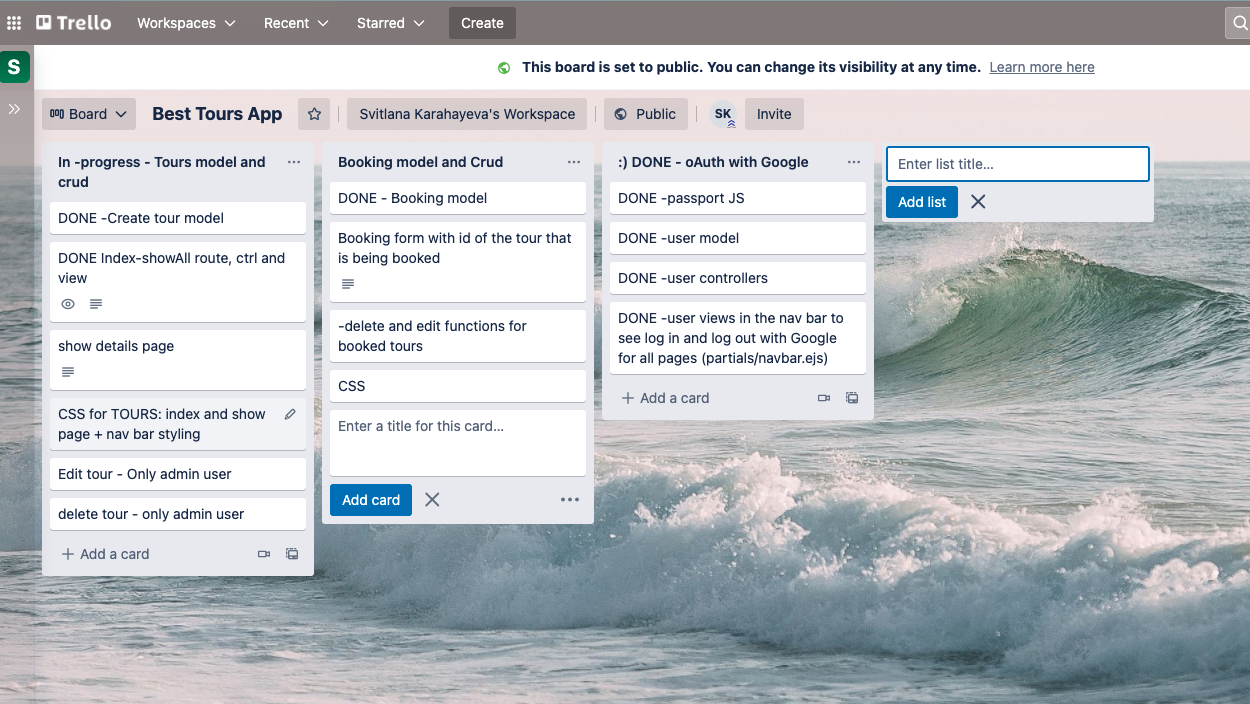 Trello
Workspaces
Recent
Starred
Create
S
This board is set to public. You can change its visibility at any time. Learn more here
Board
Best Tours App
Svitlana Karahayeva's Workspace
Public
SK
Invite
In -progress - Tours model and
crud
DONE -Create tour model
DONE Index-showAll route, ctrl and
view
show details page
CSS for TOURS: index and show
page + nav bar styling
Edit tour - Only admin user
delete tour - only admin user
+ Add a card
Booking model and Crud
DONE - Booking model
Booking form with id of the tour that
is being booked
-delete and edit functions for
booked tours
CSS
Enter a title for this card...
Add card
:) DONE - oAuth with Google
DONE -passport JS
DONE -user model
DONE -user controllers
DONE -user views in the nav bar to
see log in and log out with Google
for all pages (partials/navbar.ejs)
+ Add a card
Enter list title...
Add list